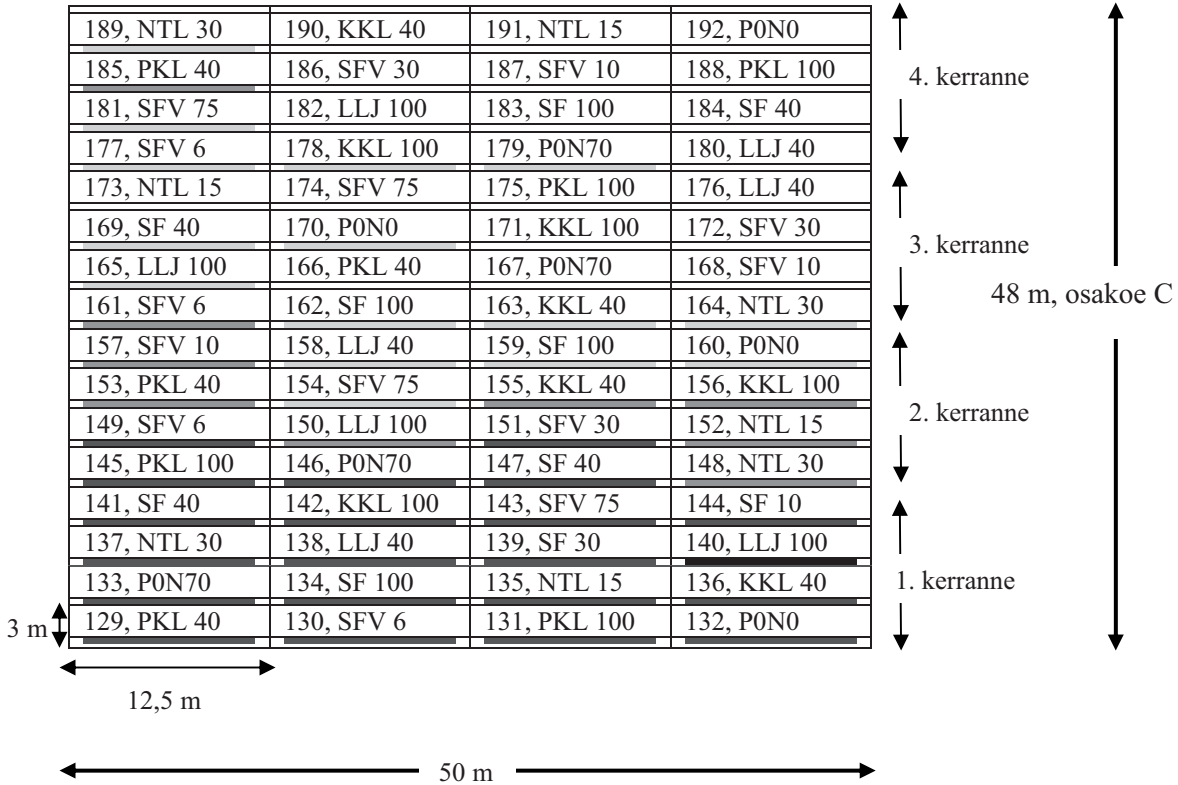 189, NTL 30 190, KKL 40 191, NTL 15 192, P0N0
185, PKL 40 186, SFV 30 187, SFV 10 188, PKL 100
4. kerranne
181, SFV 75 182, LLJ 100 183, SF 100 184, SF 40
177, SFV 6 178, KKL 100 179, P0N70 180, LLJ 40
173, NTL 15 174, SFV 75 175, PKL 100 176, LLJ 40
169, SF 40 170, P0N0 171, KKL 100 172, SFV 30
3. kerranne
165, LLJ 100 166, PKL 40 167, P0N70 168, SFV 10
48 m, osakoe C
161, SFV 6 162, SF 100 163, KKL 40 164, NTL 30
157, SFV 10 158, LLJ 40 159, SF 100 160, P0N0
153, PKL 40 154, SFV 75 155, KKL 40 156, KKL 100
2. kerranne
149, SFV 6 150, LLJ 100 151, SFV 30 152, NTL 15
145, PKL 100 146, P0N70 147, SF 40 148, NTL 30
141, SF 40 142, KKL 100 143, SFV 75 144, SF 10
137, NTL 30 138, LLJ 40 139, SF 30 140, LLJ 100
1. kerranne
133, P0N70 134, SF 100 135, NTL 15 136, KKL 40
3 m 129, PKL 40 130, SFV 6 131, PKL 100 132, P0N0
12,5 m
50 m